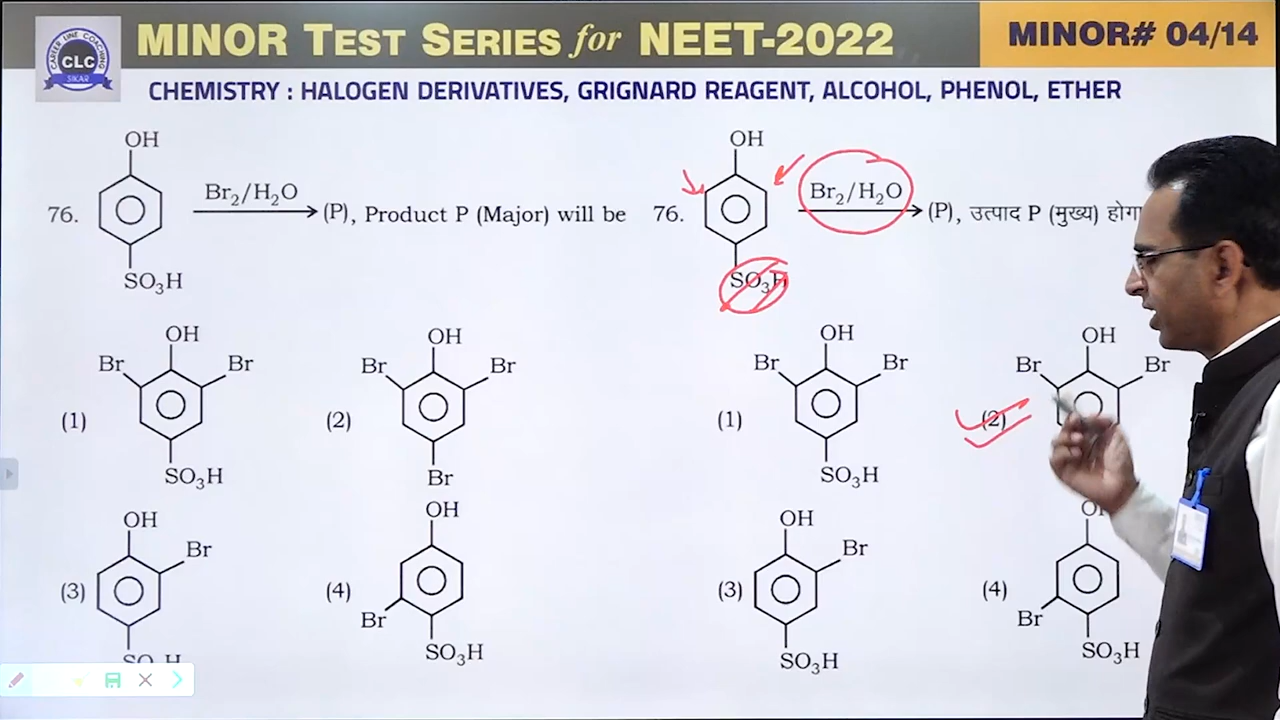 CAREER LINE COACHING
CLC
SIKAR
MINOR TEST SERIES for NEET-2022
MINOR# 04/14
CHEMISTRY : HALOGEN DERIVATIVES, GRIGNARD REAGENT, ALCOHOL, PHENOL, ETHER
76.
OH
SO₃H
Br₂/H₂O
(P), Product P (Major) will be
(1)
OH
Br
Br
SO₃H
(2)
OH
Br
Br
Br
(3)
OH
Br
SO₃H
(4)
OH
Br
SO₃H
76.
OH
SO₃H
Br₂/H₂O
(P), उत्पाद P (मुख्य) होगा
(1)
OH
Br
Br
SO₃H
(2)
OH
Br
Br
(3)
OH
Br
SO₃H
(4)
Br
SO₃H